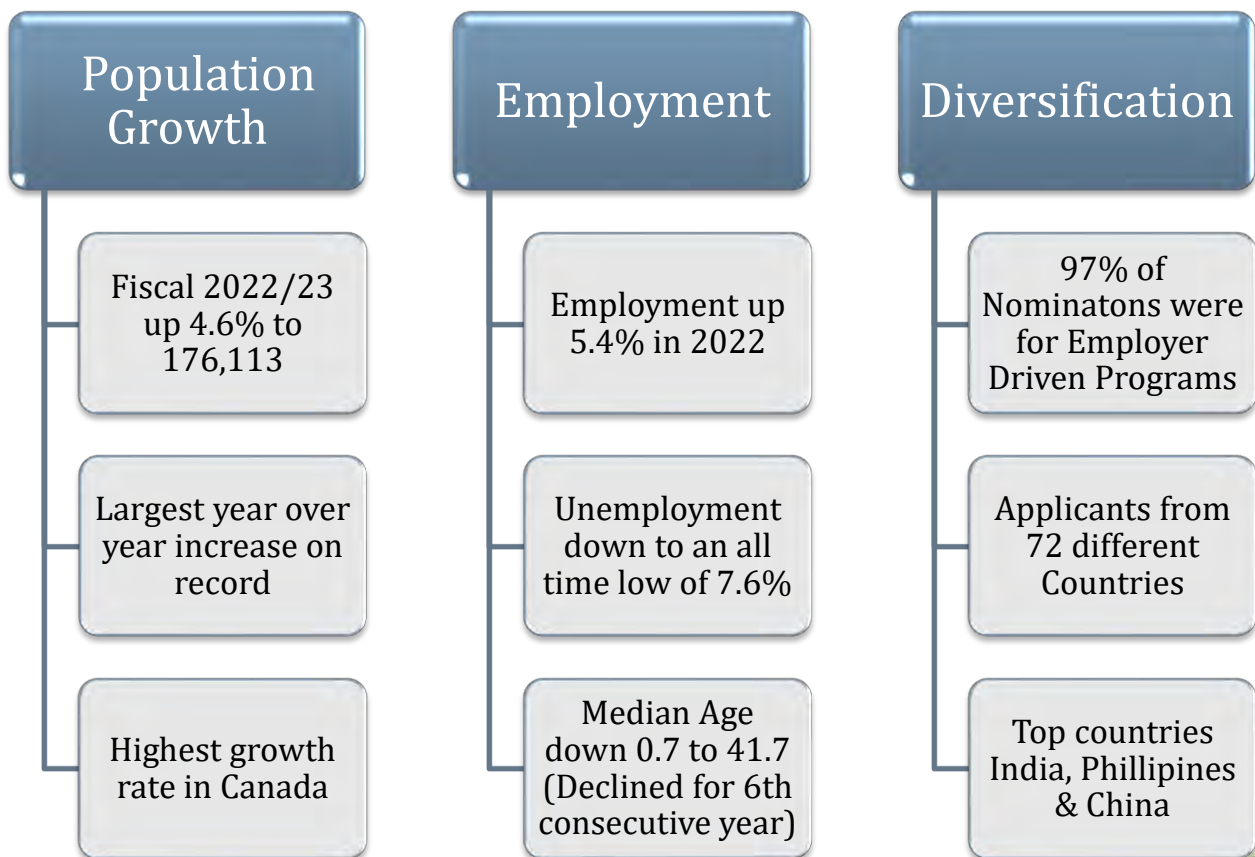 Population
Growth
Fiscal 2022/23
up 4.6% to
176,113
Largest year over
year increase on
record
Highest growth
rate in Canada
Employment
Employment up
5.4% in 2022
Unemployment
down to an all
time low of 7.6%
Median Age
down 0.7 to 41.7
(Declined for 6th
consecutive year)
Diversification
97% of
Nominatons were
for Employer
Driven Programs
Applicants from
72 different
Countries
Top countries
India, Phillipines
& China